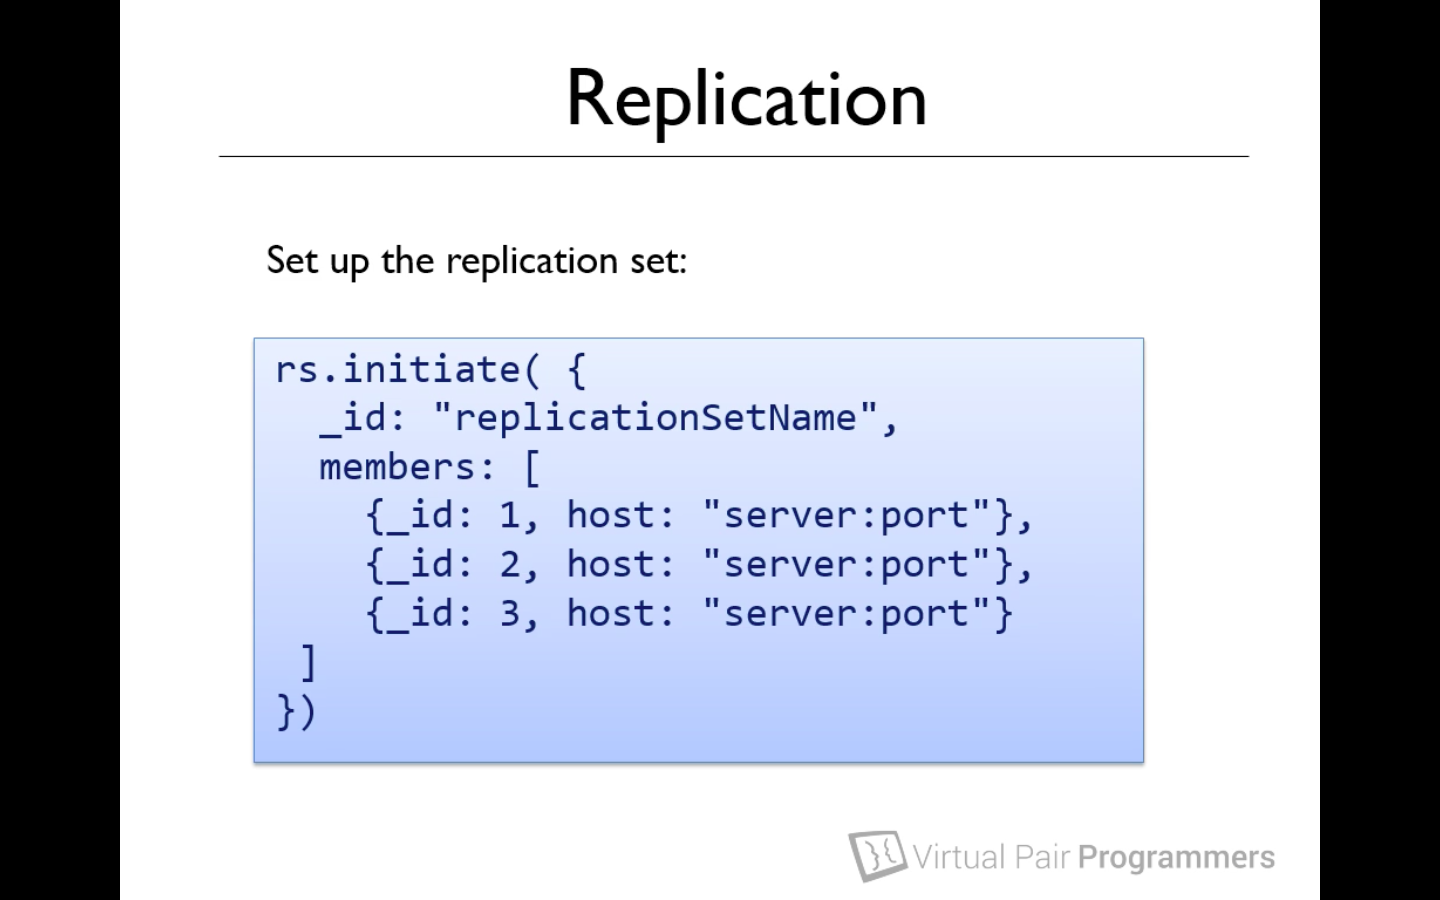 Replication
Set up the replication set:
rs.initiate( {
  _id: "replicationSetName",
  members: [
    {_id: 1, host: "server:port"},
    {_id: 2, host: "server:port"},
    {_id: 3, host: "server:port"}
 ]
})
Virtual Pair Programmers